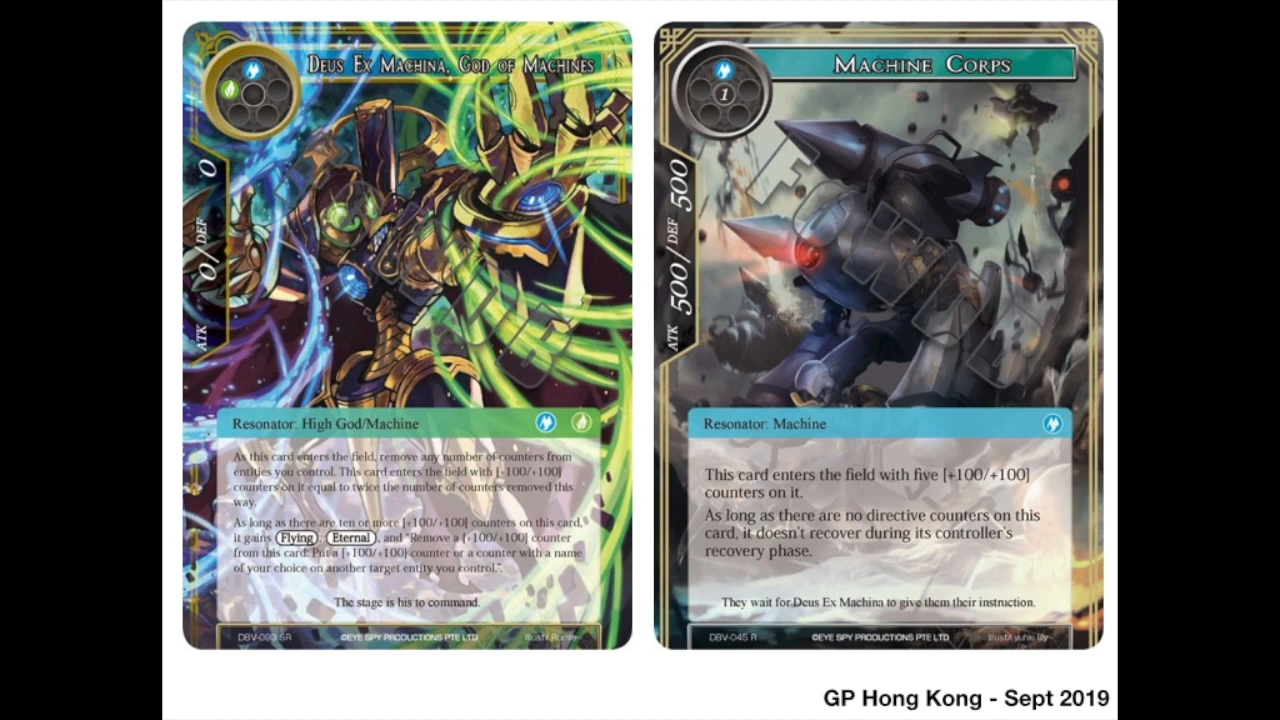 Deus Ex Machina, God of Machines
ATK 0/DEF 0
Resonator: High God/Machine
As this card enters the field, remove any number of counters from
entities you control. This card enters the field with [+100/+100]
counters on it equal to twice the number of counters removed this
way.
As long as there are ten or more [+100/+100] counters on this card,
it gains Flying, Eternal, and "Remove a [+100/+100] counter
from this card: Put a [+100/+100] counter or a counter with a name
of your choice on another target entity you control.".
The stage is his to command.
DBV-093 SR ©EYE SPY PRODUCTIONS PTE LTD
1
Machine Corps
ATK 500/DEF 500
Resonator: Machine
This card enters the field with five [+100/+100]
counters on it.
As long as there are no directive counters on this
card, it doesn't recover during its controller's
recovery phase.
They wait for Deus Ex Machina to give them their instruction.
DBV-045 R ©EYE SPY PRODUCTIONS PTE LTD
GP Hong Kong - Sept 2019